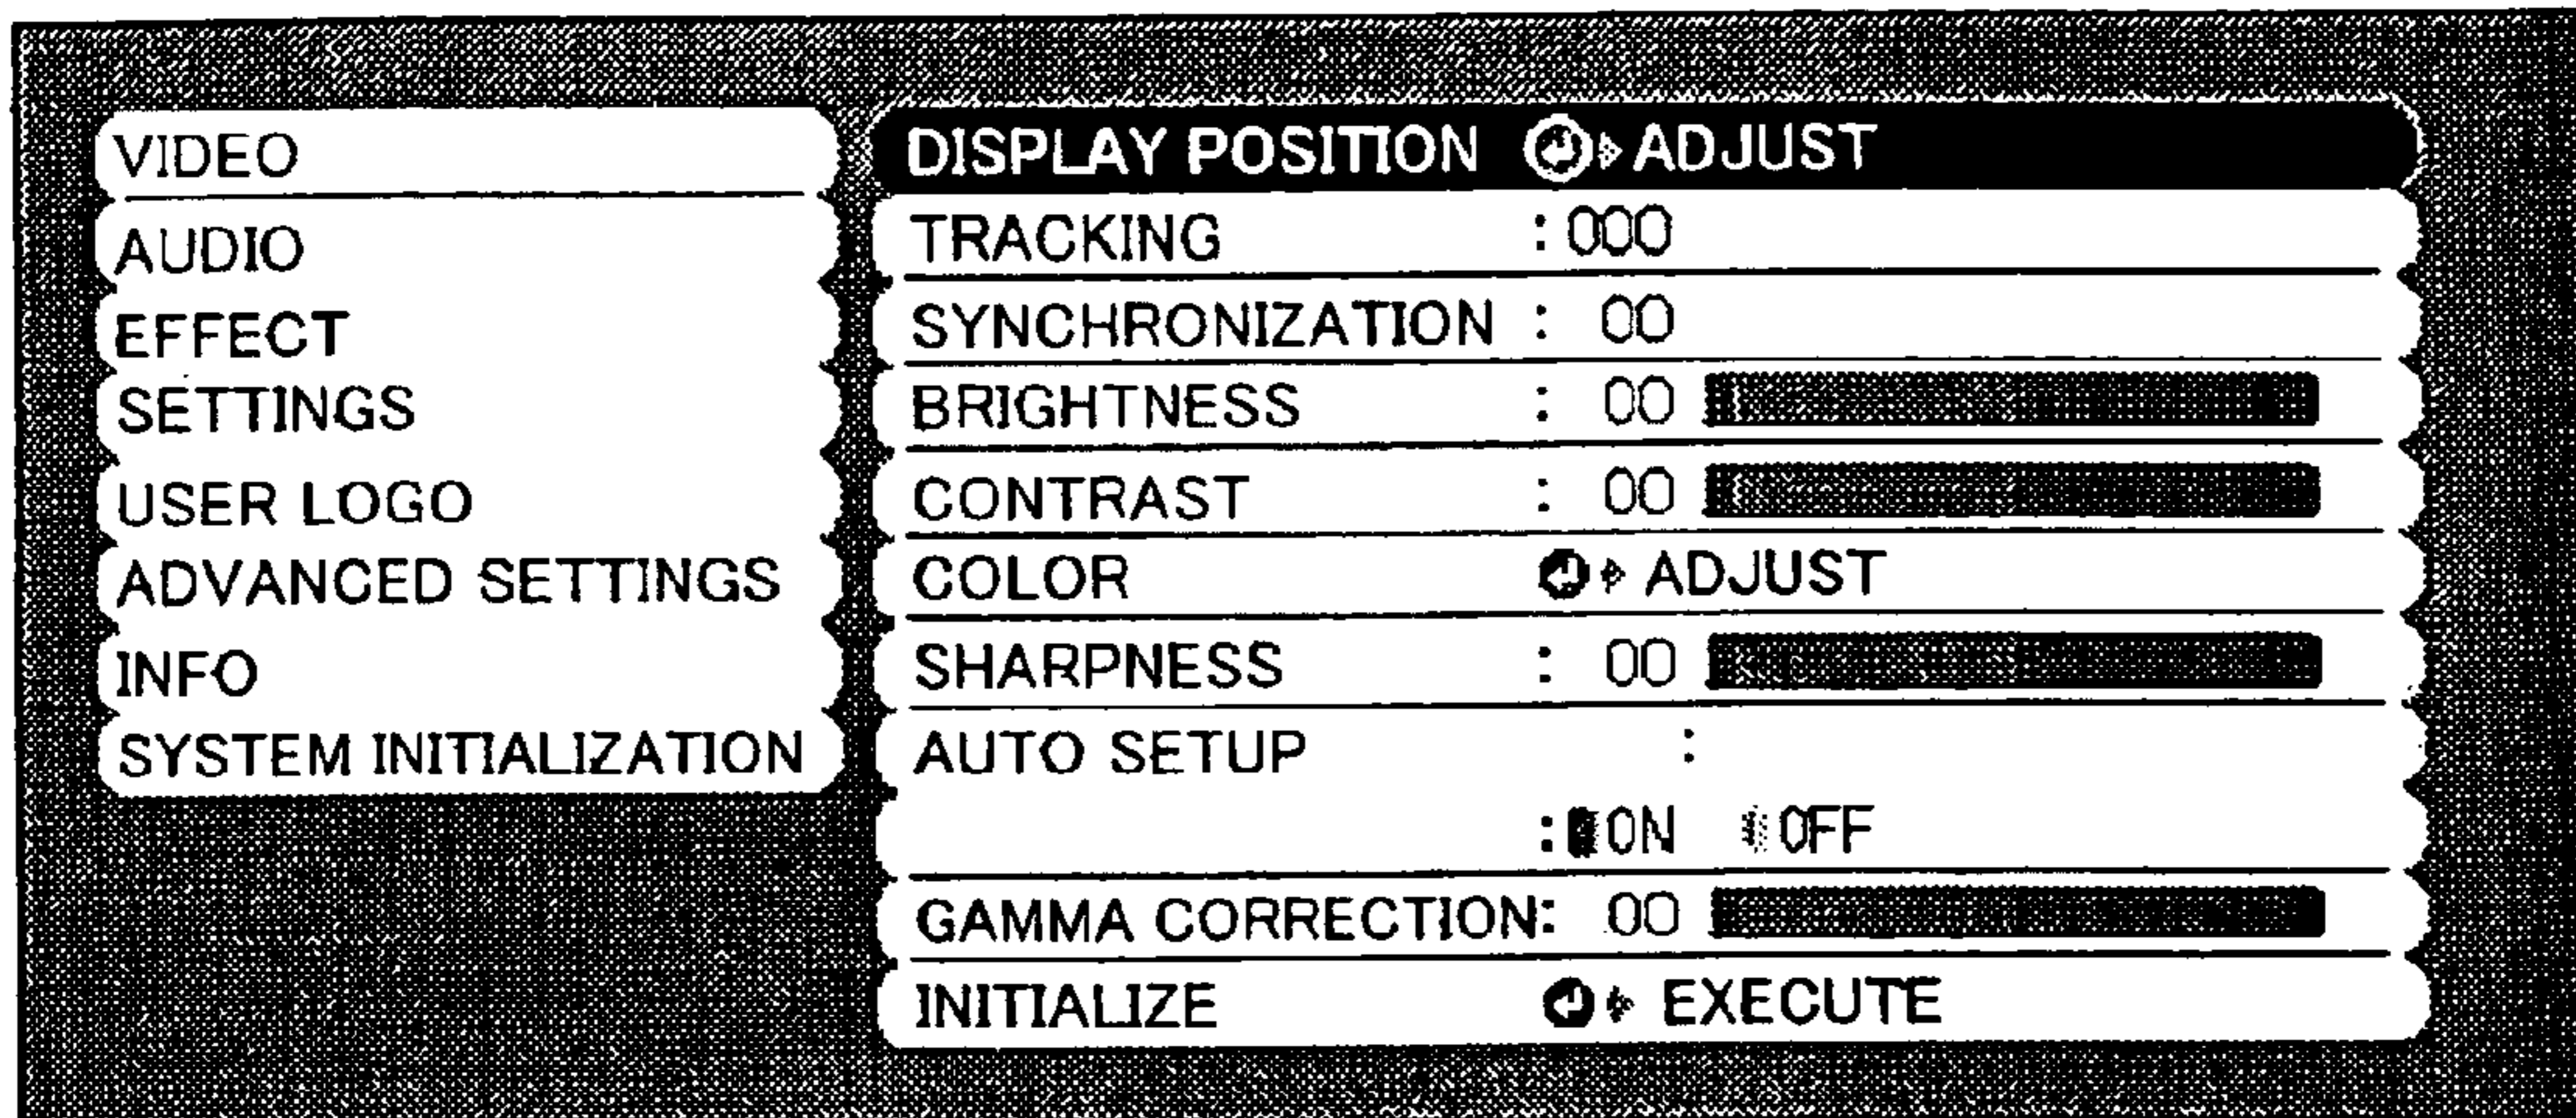 VIDEO
AUDIO
EFFECT
SETTINGS
USER LOGO
ADVANCED SETTINGS
INFO
SYSTEM INITIALIZATION
DISPLAY POSITION ADJUST
TRACKING : 000
SYNCHRONIZATION : 00
BRIGHTNESS : 00
CONTRAST : 00
COLOR ADJUST
SHARPNESS : 00
AUTO SETUP :
: ON OFF
GAMMA CORRECTION: 00
INITIALIZE EXECUTE